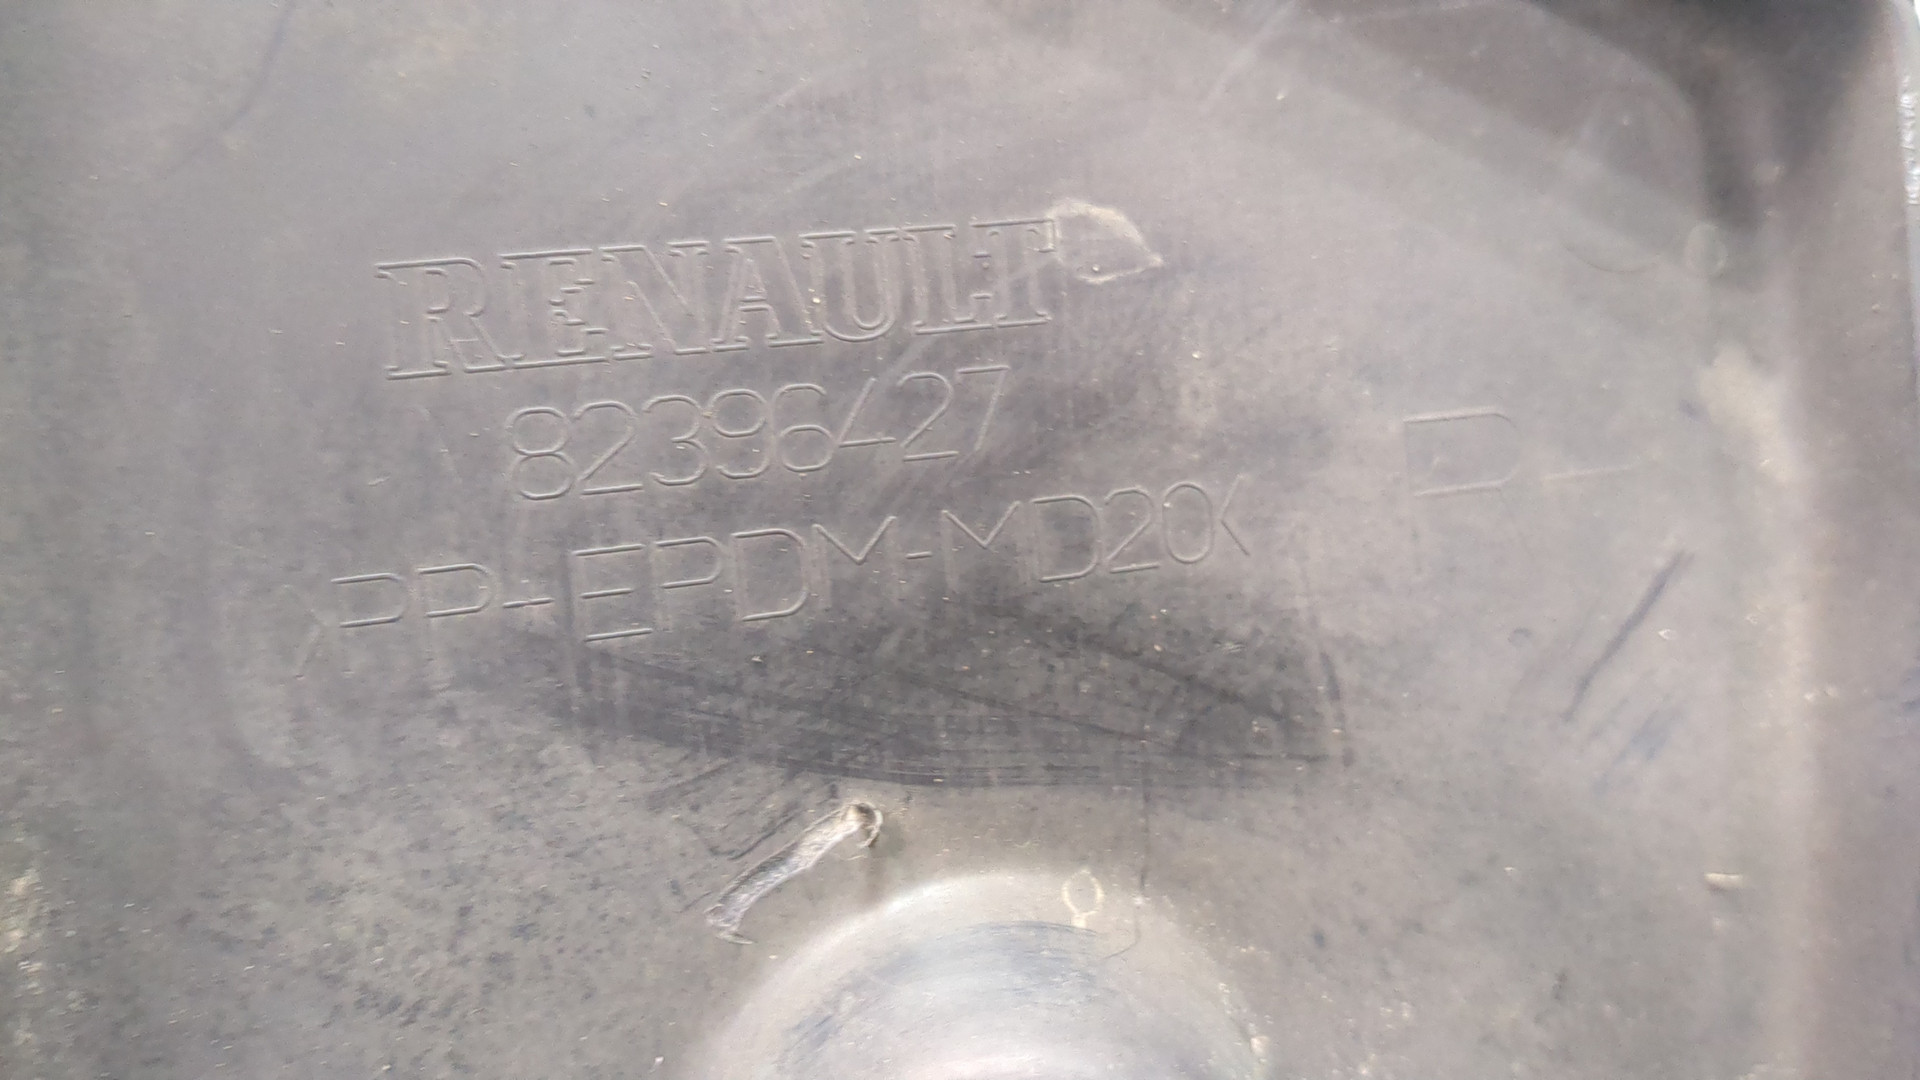 RENAULT
82396427
>PP-EPDM-MD20<
R-